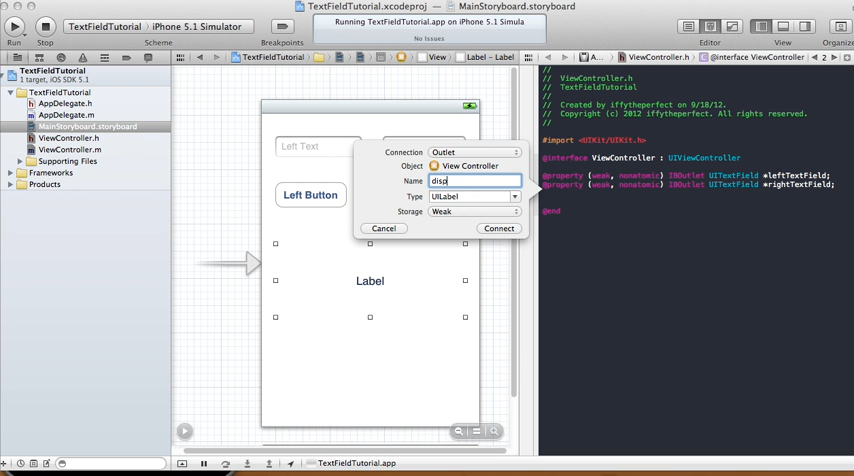 TextFieldTutorial.xcodeproj — MainStoryboard.storyboard
TextFieldTutorial iPhone 5.1 Simulator
Running TextFieldTutorial.app on iPhone 5.1 Simula
No Issues
Run Stop Scheme Breakpoints Editor View Organize
TextFieldTutorial View Label - Label A... ViewController.h @interface ViewController 2
TextFieldTutorial
1 target, iOS SDK 5.1
TextFieldTutorial
AppDelegate.h
AppDelegate.m
MainStoryboard.storyboard
ViewController.h
ViewController.m
Supporting Files
Frameworks
Products
Left Text
Left Button
Label
Connection Outlet
Object View Controller
Name disp
Type UILabel
Storage Weak
Cancel Connect
//
// ViewController.h
// TextFieldTutorial
//
// Created by iffytheperfect on 9/18/12.
// Copyright (c) 2012 iffytheperfect. All rights reserved.
//
#import <UIKit/UIKit.h>
@interface ViewController : UIViewController
@property (weak, nonatomic) IBOutlet UITextField *leftTextField;
@property (weak, nonatomic) IBOutlet UITextField *rightTextField;
@end
TextFieldTutorial.app